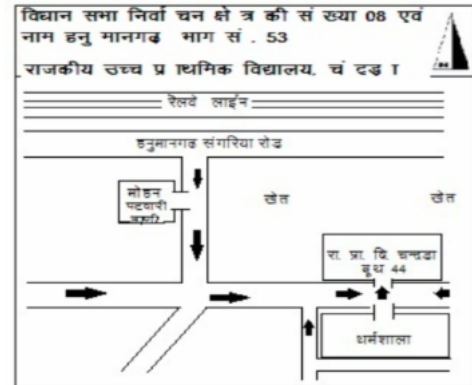 विधान सभा निर्वाचन क्षेत्र की संख्या 08 एवं
नाम हनुमानगढ़ भाग सं. 53
राजकीय उच्च प्राथमिक विद्यालय, चंदड़ा
रेलवे लाईन
हनुमानगढ संगरिया रोड
मोहन
पटवारी
खेत
खेत
रा. प्रा. वि. चन्दडा
बूथ 44
धर्मशाला